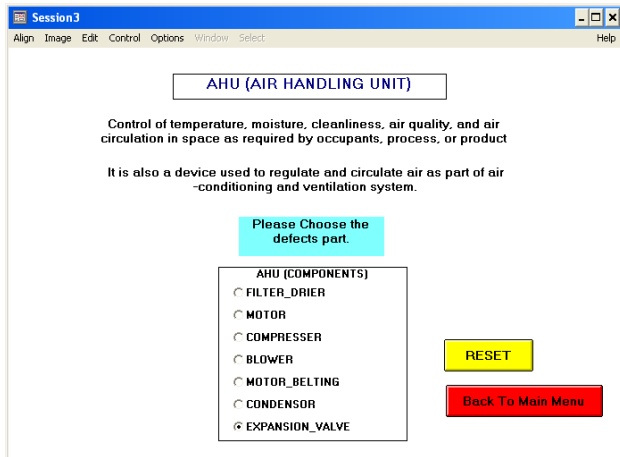 Session3
Align Image Edit Control Options Window Select Help
AHU (AIR HANDLING UNIT)
Control of temperature, moisture, cleanliness, air quality, and air
circulation in space as required by occupants, process, or product
It is also a device used to regulate and circulate air as part of air
-conditioning and ventilation system.
Please Choose the
defects part.
AHU (COMPONENTS)
FILTER_DRIER
MOTOR
COMPRESSER
BLOWER
MOTOR_BELTING
CONDENSOR
EXPANSION_VALVE
RESET
Back To Main Menu